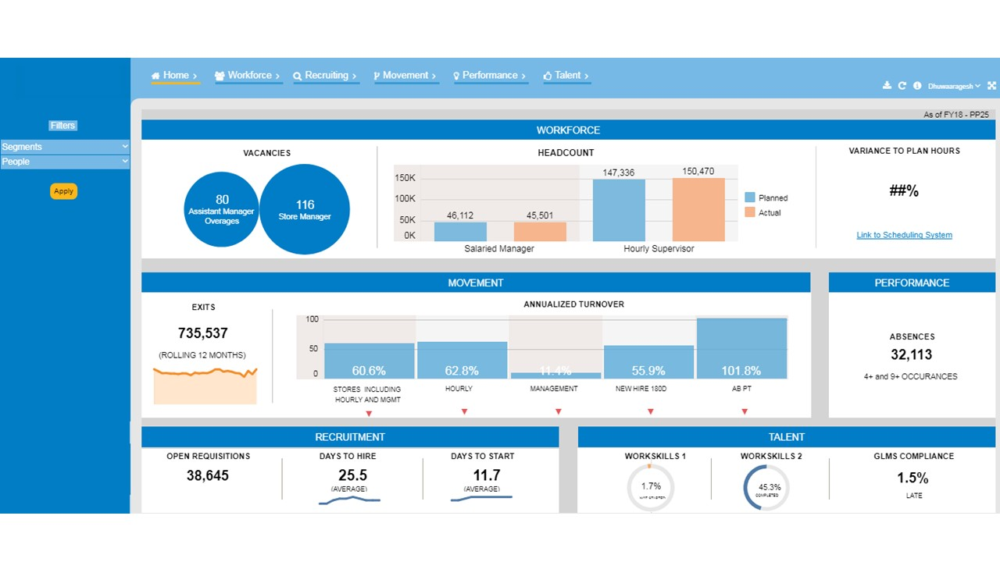 Home
Workforce
Recruiting
Movement
Performance
Talent
Dhuwaaragesh
Filters
Segments
People
Apply
As of FY18 - PP25
WORKFORCE
VACANCIES
80
Assistant Manager
Overages
116
Store Manager
HEADCOUNT
150K
100K
50K
0K
46,112
45,501
147,336
150,470
Salaried Manager
Hourly Supervisor
Planned
Actual
VARIANCE TO PLAN HOURS
##%
Link to Scheduling System
MOVEMENT
EXITS
735,537
(ROLLING 12 MONTHS)
ANNUALIZED TURNOVER
100
50
0
60.6%
62.8%
11.4%
55.9%
101.8%
STORES INCLUDING
HOURLY AND MGMT
HOURLY
MANAGEMENT
NEW HIRE 180D
AB PT
PERFORMANCE
ABSENCES
32,113
4+ and 9+ OCCURANCES
RECRUITMENT
OPEN REQUISITIONS
38,645
DAYS TO HIRE
25.5
(AVERAGE)
DAYS TO START
11.7
(AVERAGE)
TALENT
WORKSKILLS 1
1.7%
WORKSKILLS 2
45.3%
COMPLETED
GLMS COMPLIANCE
1.5%
LATE